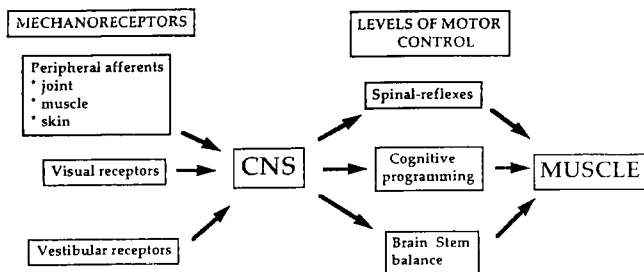 MECHANORECEPTORS
Peripheral afferents
* joint
* muscle
* skin
Visual receptors
Vestibular receptors
CNS
LEVELS OF MOTOR
CONTROL
Spinal-reflexes
Cognitive
programming
Brain Stem
balance
MUSCLE